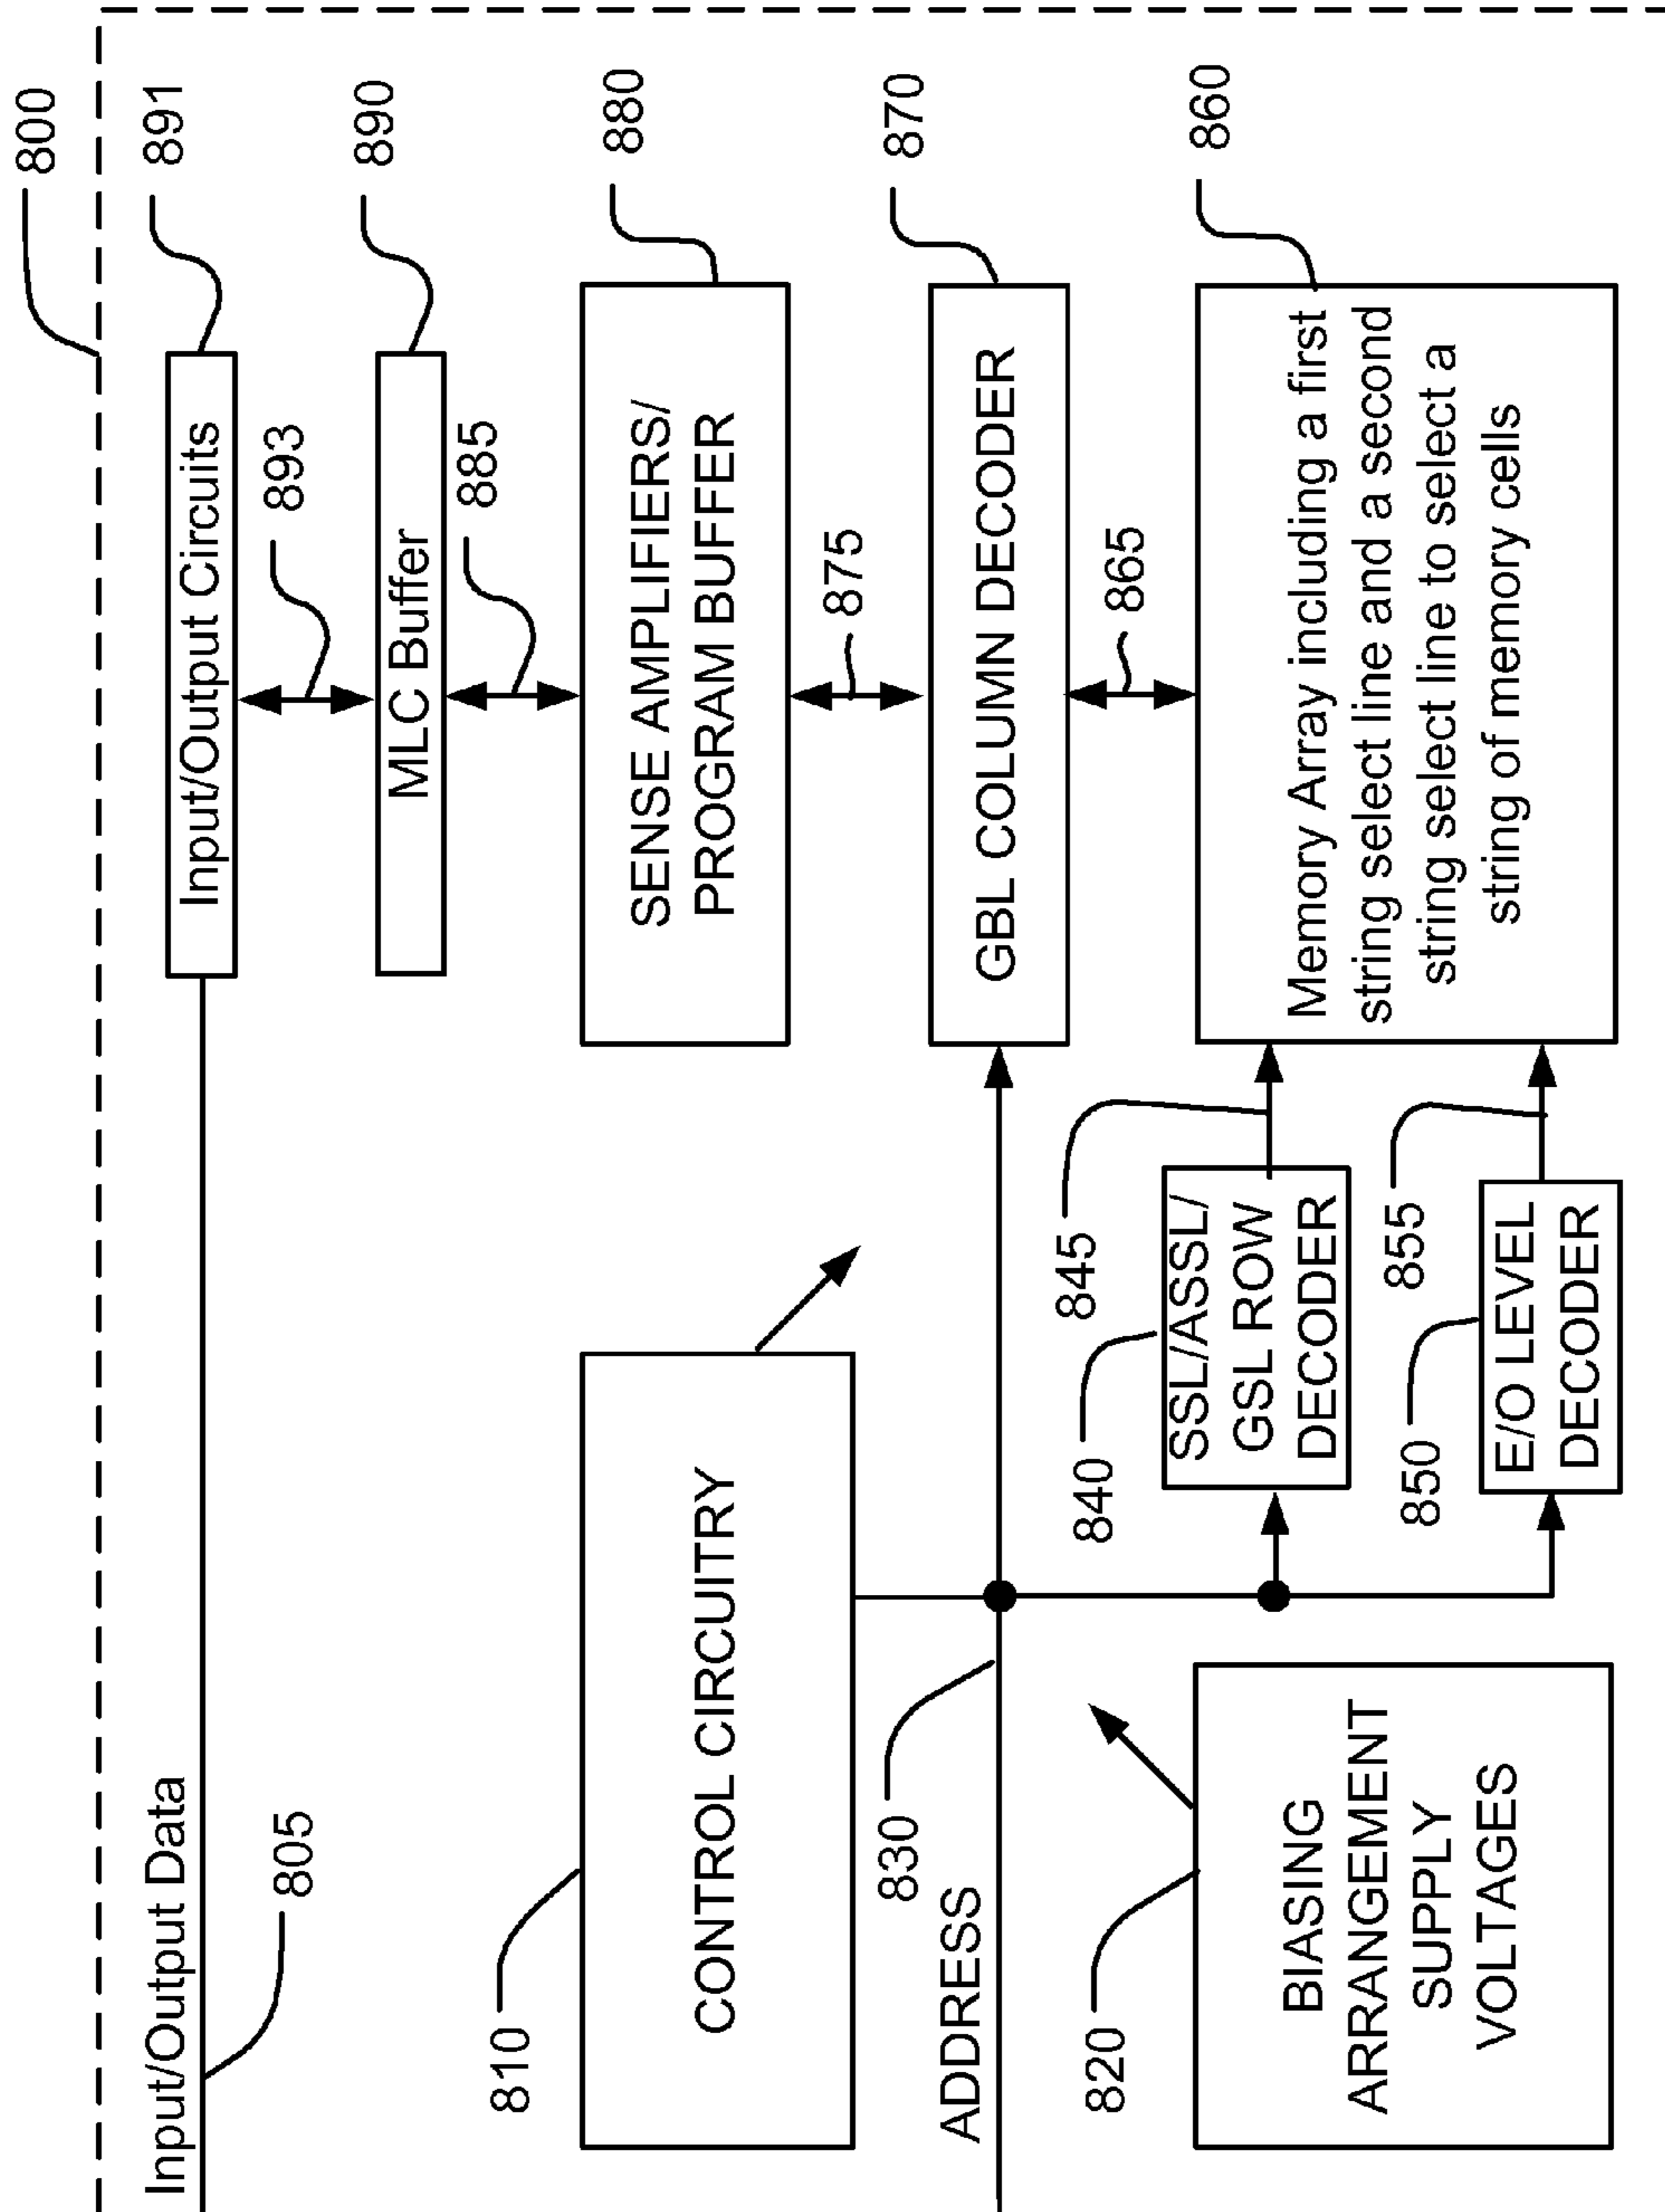 800
Input/Output Data
805
Input/Output Circuits
891
893
MLC Buffer
890
885
810
CONTROL CIRCUITRY
SENSE AMPLIFIERS/
PROGRAM BUFFER
880
875
830
ADDRESS
GBL COLUMN DECODER
870
865
820
BIASING
ARRANGEMENT
SUPPLY
VOLTAGES
840
SSL/ASSL/
GSL ROW
DECODER
845
850
E/O LEVEL
DECODER
855
Memory Array including a first
string select line and a second
string select line to select a
string of memory cells
860